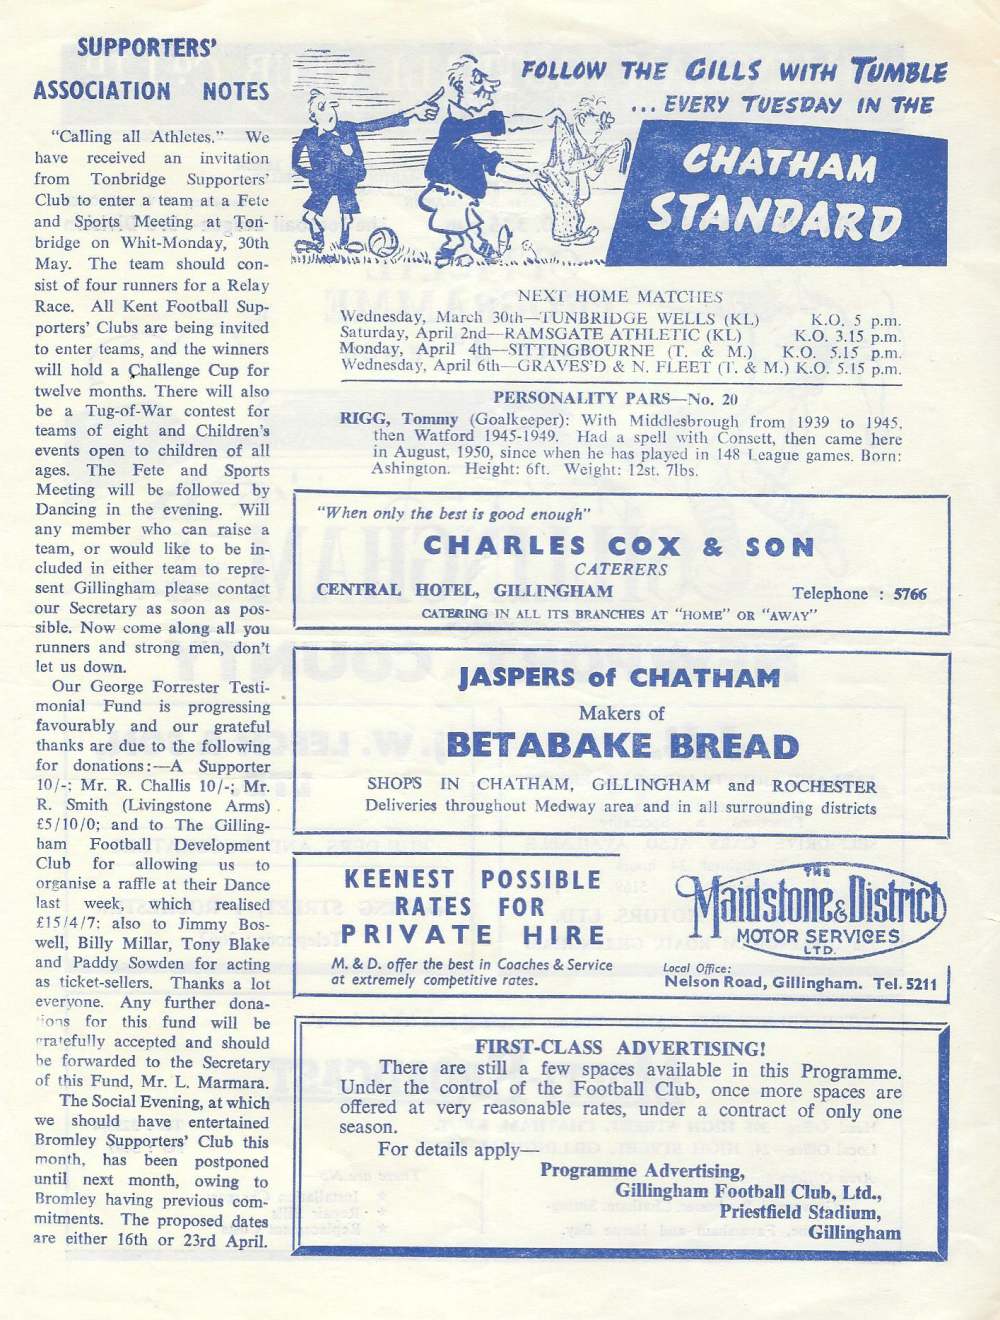 SUPPORTERS'
ASSOCIATION NOTES
"Calling all Athletes." We
have received an invitation
from Tonbridge Supporters'
Club to enter a team at a Fete
and Sports Meeting at Ton-
bridge on Whit-Monday, 30th
May. The team should con-
sist of four runners for a Relay
Race. All Kent Football Sup-
porters' Clubs are being invited
to enter teams, and the winners
will hold a Challenge Cup for
twelve months. There will also
be a Tug-of-War contest for
teams of eight and Children's
events open to children of all
ages. The Fete and Sports
Meeting will be followed by
Dancing in the evening. Will
any member who can raise a
team, or would like to be in-
cluded in either team to repre-
sent Gillingham please contact
our Secretary as soon as pos-
sible. Now come along all you
runners and strong men, don't
let us down.
Our George Forrester Testi-
monial Fund is progressing
favourably and our grateful
thanks are due to the following
for donations:—A Supporter
10/-; Mr. R. Challis 10/-; Mr.
R. Smith (Livingstone Arms)
£5/10/0; and to The Gilling-
ham Football Development
Club for allowing us to
organise a raffle at their Dance
last week, which realised
£15/4/7; also to Jimmy Bos-
well, Billy Millar, Tony Blake
and Paddy Sowden for acting
as ticket-sellers. Thanks a lot
everyone. Any further dona-
tions for this fund will be
gratefully accepted and should
be forwarded to the Secretary
of this Fund, Mr. L. Marmara.
The Social Evening, at which
we should have entertained
Bromley Supporters' Club this
month, has been postponed
until next month, owing to
Bromley having previous com-
mitments. The proposed dates
are either 16th or 23rd April.
FOLLOW THE GILLS WITH TUMBLE
... EVERY TUESDAY IN THE
CHATHAM
STANDARD
NEXT HOME MATCHES
Wednesday, March 30th—TUNBRIDGE WELLS (KL) K.O. 5 p.m.
Saturday, April 2nd—RAMSGATE ATHLETIC (KL) K.O. 3.15 p.m.
Monday, April 4th—SITTINGBOURNE (T. & M.) K.O. 5.15 p.m.
Wednesday, April 6th—GRAVES'D & N. FLEET (T. & M.) K.O. 5.15 p.m.
PERSONALITY PARS—No. 20
RIGG, Tommy (Goalkeeper): With Middlesbrough from 1939 to 1945,
then Watford 1945-1949. Had a spell with Consett, then came here
in August, 1950, since when he has played in 148 League games. Born:
Ashington. Height: 6ft. Weight: 12st. 7lbs.
"When only the best is good enough"
CHARLES COX & SON
CATERERS
CENTRAL HOTEL, GILLINGHAM Telephone : 5766
CATERING IN ALL ITS BRANCHES AT "HOME" OR "AWAY"
JASPERS of CHATHAM
Makers of
BETABAKE BREAD
SHOPS IN CHATHAM, GILLINGHAM and ROCHESTER
Deliveries throughout Medway area and in all surrounding districts
KEENEST POSSIBLE
RATES FOR
PRIVATE HIRE
M. & D. offer the best in Coaches & Service
at extremely competitive rates.
THE
Maidstone & District
MOTOR SERVICES
LTD.
Local Office:
Nelson Road, Gillingham. Tel. 5211
FIRST-CLASS ADVERTISING!
There are still a few spaces available in this Programme.
Under the control of the Football Club, once more spaces are
offered at very reasonable rates, under a contract of only one
season.
For details apply—
Programme Advertising,
Gillingham Football Club, Ltd.,
Priestfield Stadium,
Gillingham